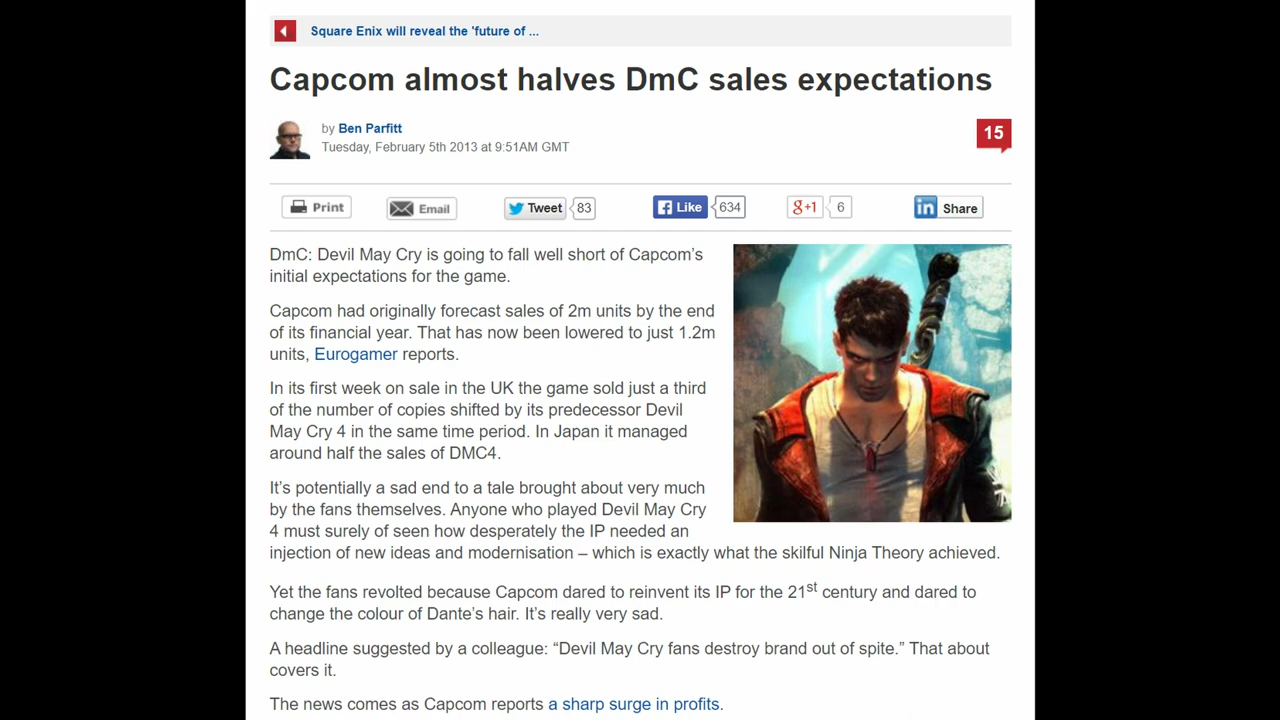 Square Enix will reveal the 'future of ...
Capcom almost halves DmC sales expectations
by Ben Parfitt
Tuesday, February 5th 2013 at 9:51AM GMT
15
Print
Email
Tweet 83
Like 634
g+1 6
in Share
DmC: Devil May Cry is going to fall well short of Capcom’s
initial expectations for the game.
Capcom had originally forecast sales of 2m units by the end
of its financial year. That has now been lowered to just 1.2m
units, Eurogamer reports.
In its first week on sale in the UK the game sold just a third
of the number of copies shifted by its predecessor Devil
May Cry 4 in the same time period. In Japan it managed
around half the sales of DMC4.
It’s potentially a sad end to a tale brought about very much
by the fans themselves. Anyone who played Devil May Cry
4 must surely of seen how desperately the IP needed an
injection of new ideas and modernisation – which is exactly what the skilful Ninja Theory achieved.
Yet the fans revolted because Capcom dared to reinvent its IP for the 21st century and dared to
change the colour of Dante’s hair. It’s really very sad.
A headline suggested by a colleague: “Devil May Cry fans destroy brand out of spite.” That about
covers it.
The news comes as Capcom reports a sharp surge in profits.